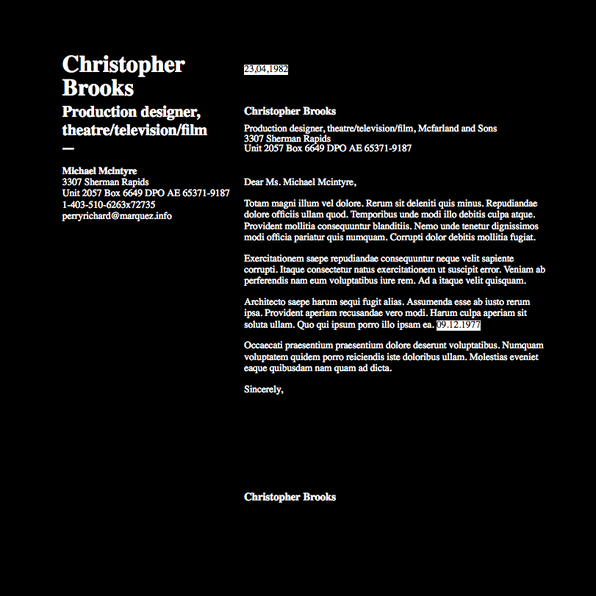 Christopher
Brooks
Production designer,
theatre/television/film
—
Michael Mcintyre
3307 Sherman Rapids
Unit 2057 Box 6649 DPO AE 65371-9187
1-403-510-6263x72735
perryrichard@marquez.info
23,04,1982
Christopher Brooks
Production designer, theatre/television/film, Mcfarland and Sons
3307 Sherman Rapids
Unit 2057 Box 6649 DPO AE 65371-9187
Dear Ms. Michael Mcintyre,
Totam magni illum vel dolore. Rerum sit deleniti quis minus. Repudiandae
dolore officiis ullam quod. Temporibus unde modi illo debitis culpa atque.
Provident mollitia consequuntur blanditiis. Nemo unde tenetur dignissimos
modi officia pariatur quis numquam. Corrupti dolor debitis mollitia fugiat.
Exercitationem saepe repudiandae consequuntur neque velit sapiente
corrupti. Itaque consectetur natus exercitationem ut suscipit error. Veniam ab
perferendis nam eum voluptatibus iure rem. Ad a itaque velit quisquam.
Architecto saepe harum sequi fugit alias. Assumenda esse ab iusto rerum
ipsa. Provident aperiam recusandae vero modi. Harum culpa aperiam sit
soluta ullam. Quo qui ipsum porro illo ipsam ea. 09.12.1977
Occaecati praesentium praesentium dolore deserunt voluptatibus. Numquam
voluptatem quidem porro reiciendis iste doloribus ullam. Molestias eveniet
eaque quibusdam nam quam ad dicta.
Sincerely,
Christopher Brooks